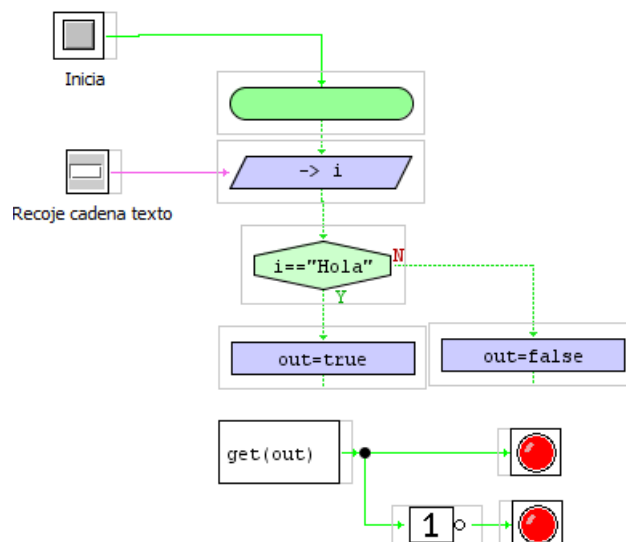 Inicia
-> i
Recoje cadena texto
i=="Hola"
N
Y
out=true
out=false
get(out)
1